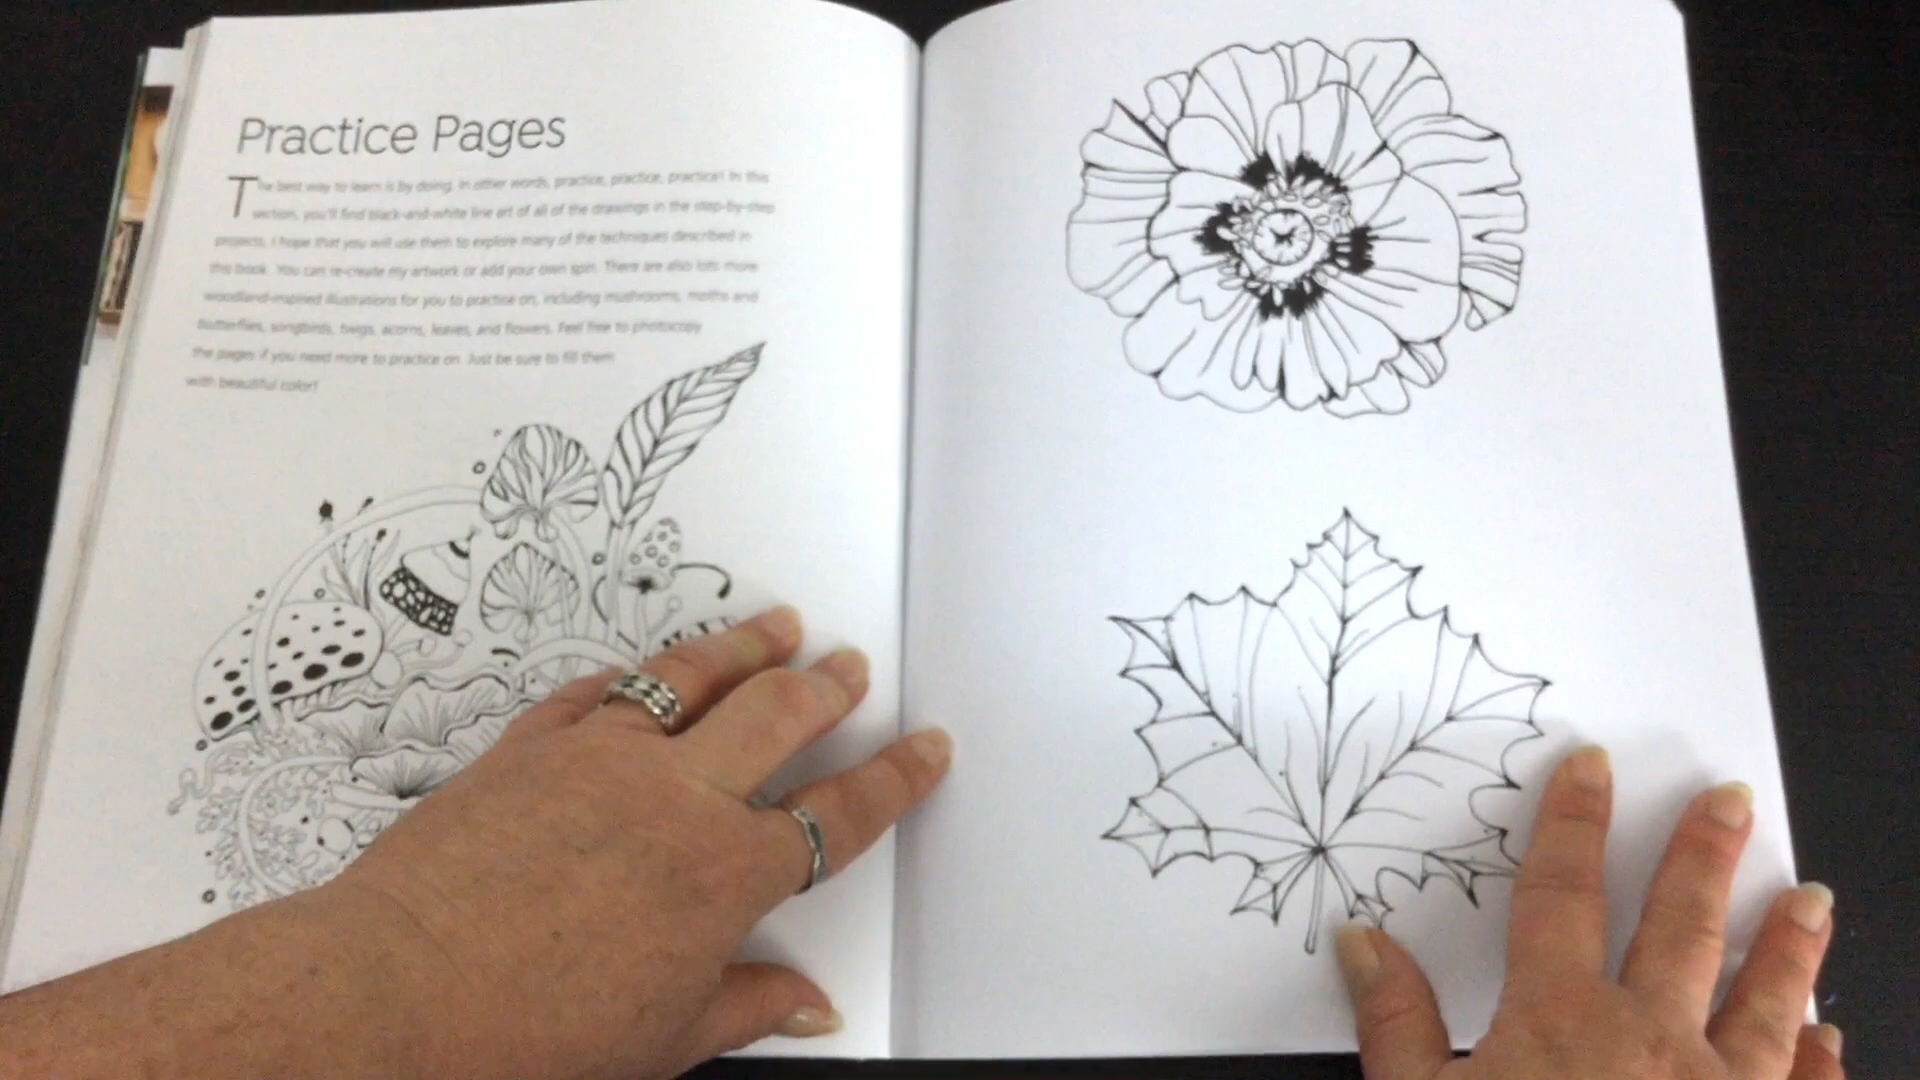 Practice Pages
The best way to learn is by doing. In other words, practice, practice, practice! In this
section, you'll find black-and-white line art of all of the drawings in the step-by-step
projects. I hope that you will use them to explore many of the techniques described in
this book. You can re-create my artwork or add your own spin. There are also lots more
woodland-inspired illustrations for you to practice on, including mushrooms, moths and
butterflies, songbirds, twigs, acorns, leaves, and flowers. Feel free to photocopy
the pages if you need more to practice on. Just be sure to fill them
with beautiful color!